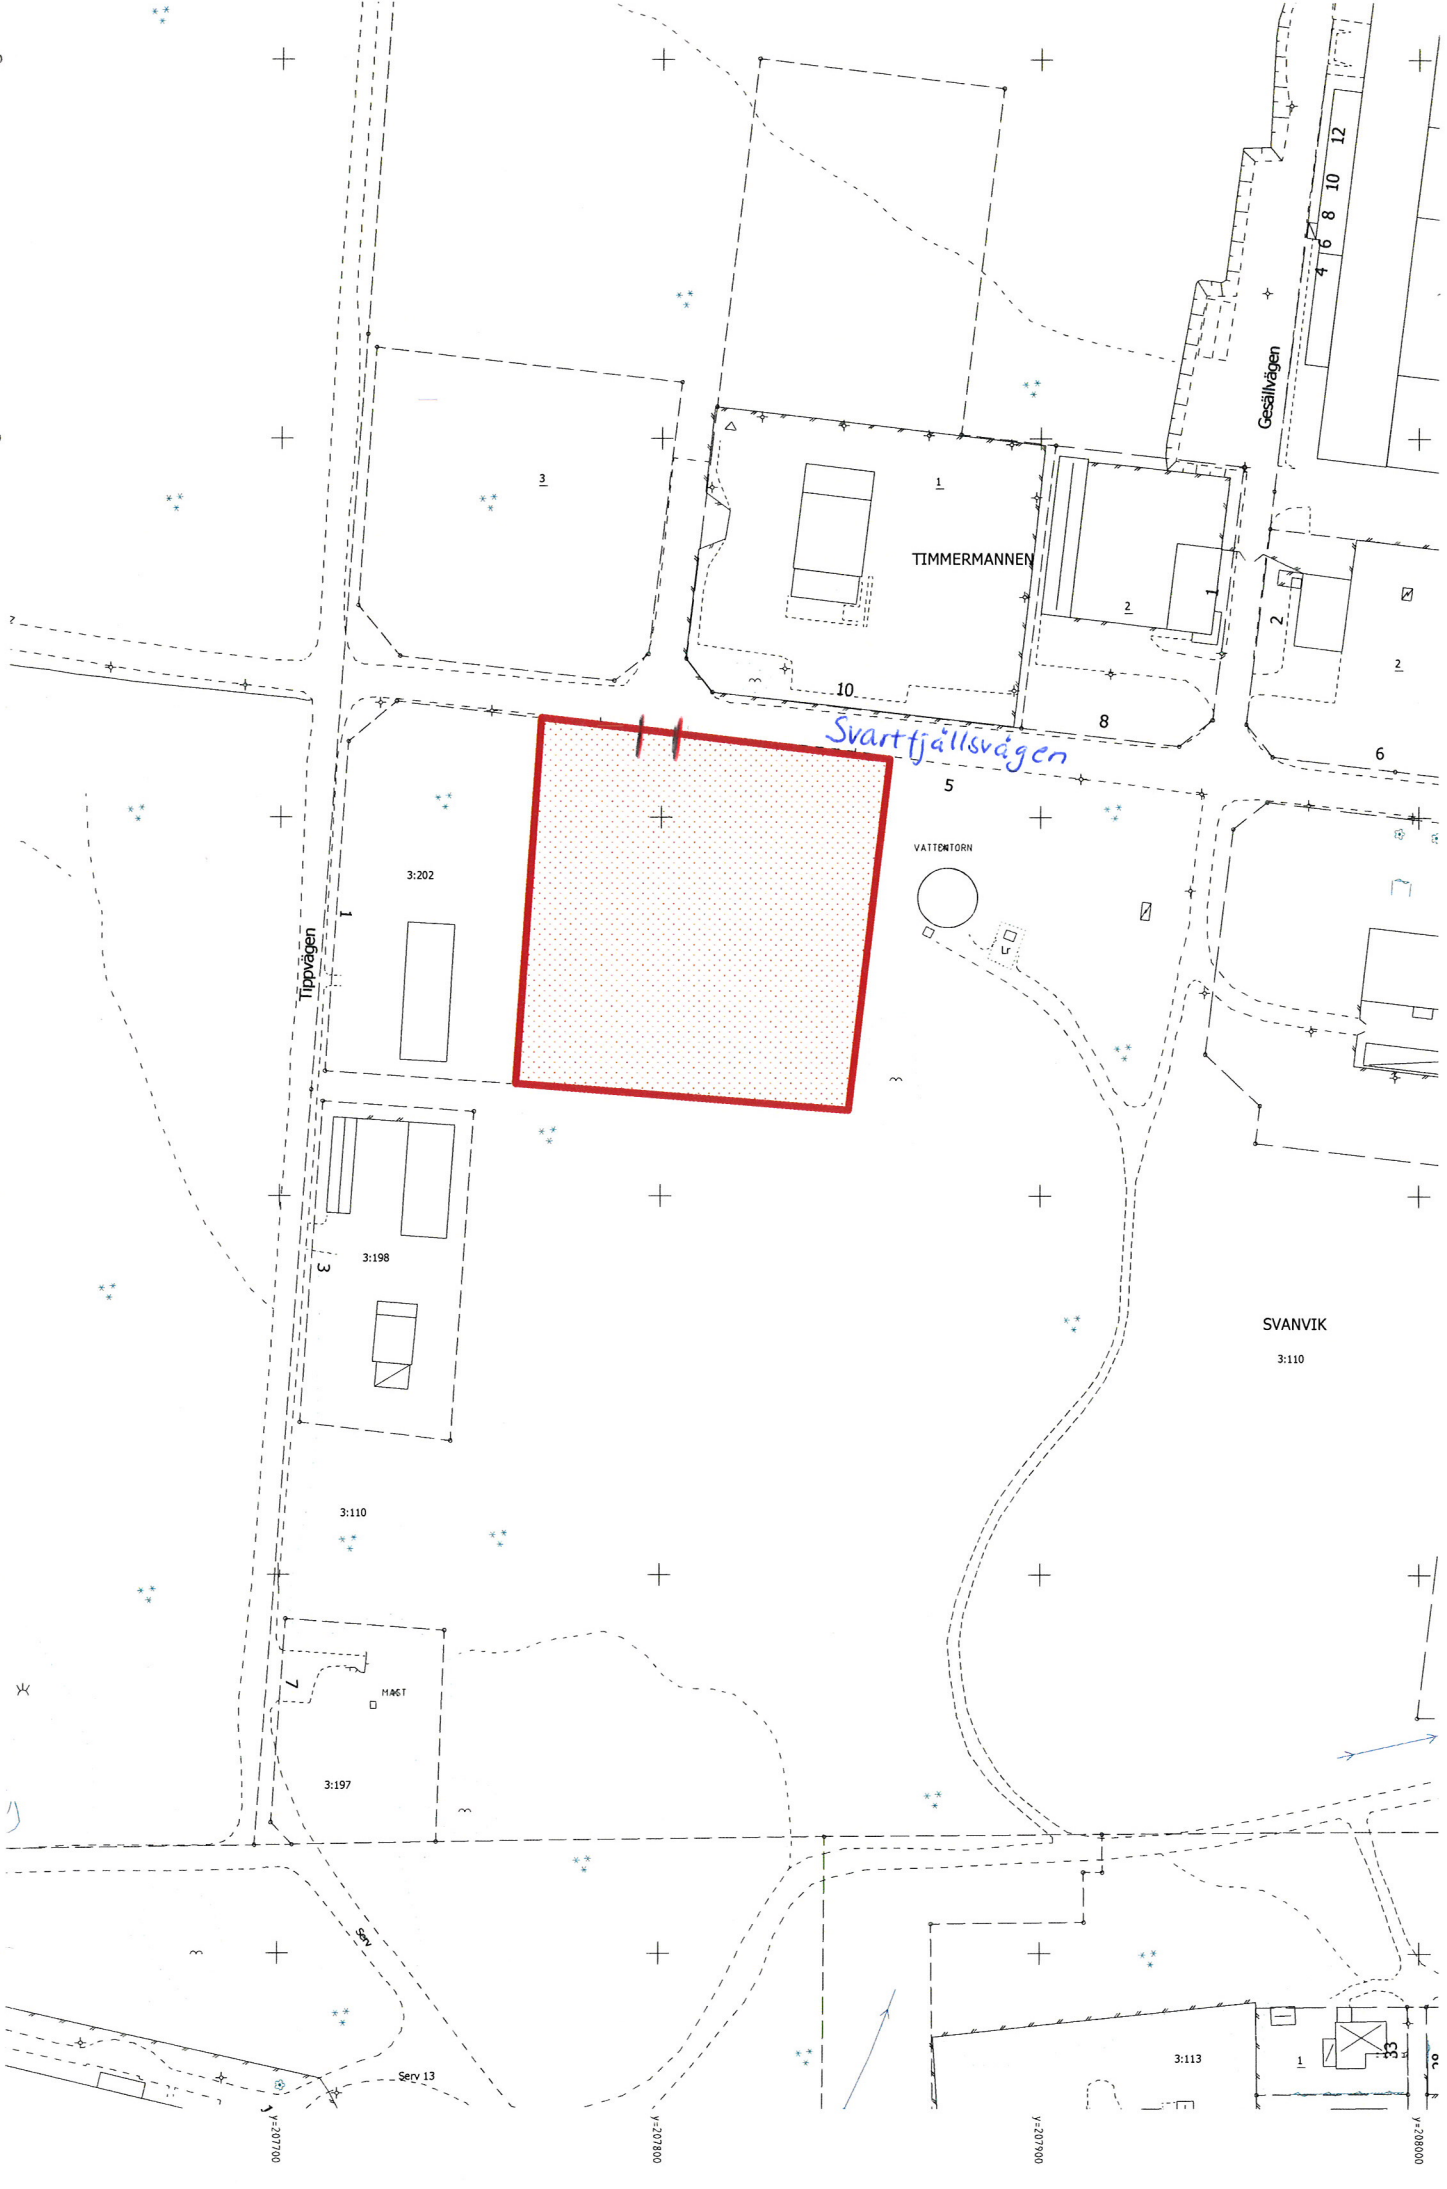 12
10
8
6
4
Gesällvägen
3
1
TIMMERMANNEN
2
1
2
2
10
8
Svartfjällsvägen
6
5
VATTENTORN
3:202
1
Tippvägen
3:198
3
SVANVIK
3:110
3:110
7
MAST
3:197
Serv
Serv 13
3:113
1
33
y=207700
y=207800
y=207900
y=208000